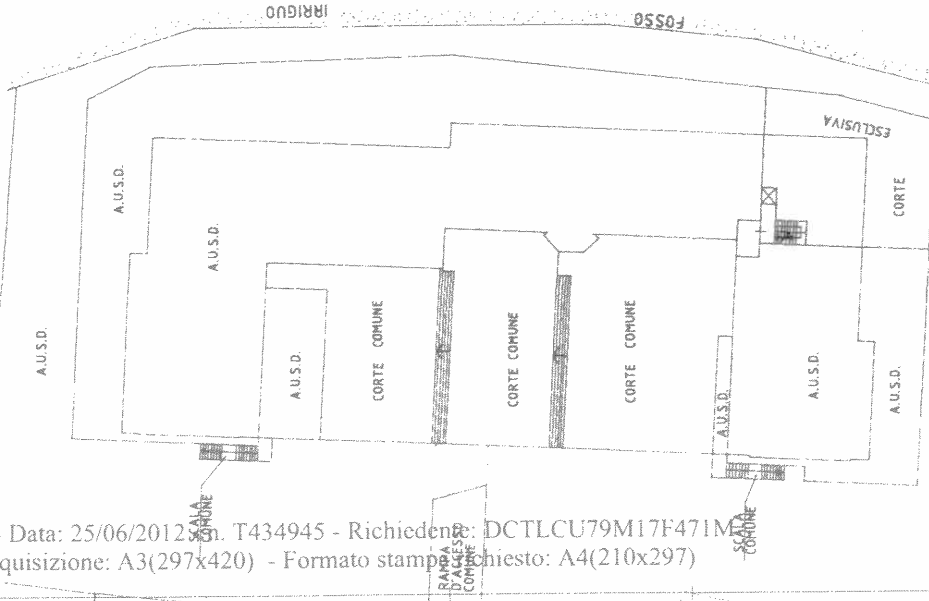 IRRIGUO
FOSSO
ESCLUSIVA
CORTE
A.U.S.D.
A.U.S.D.
A.U.S.D.
A.U.S.D.
CORTE COMUNE
CORTE COMUNE
CORTE COMUNE
A.U.S.D.
A.U.S.D.
A.U.S.D.
SCALA
COMUNE
RAMPA
D'ACCESSO
COMUNE
SCALA
COMUNE
Data: 25/06/2012 - n. T434945 - Richiedente: DCTLCU79M17F471M
quisizione: A3(297x420) - Formato stampa richiesto: A4(210x297)